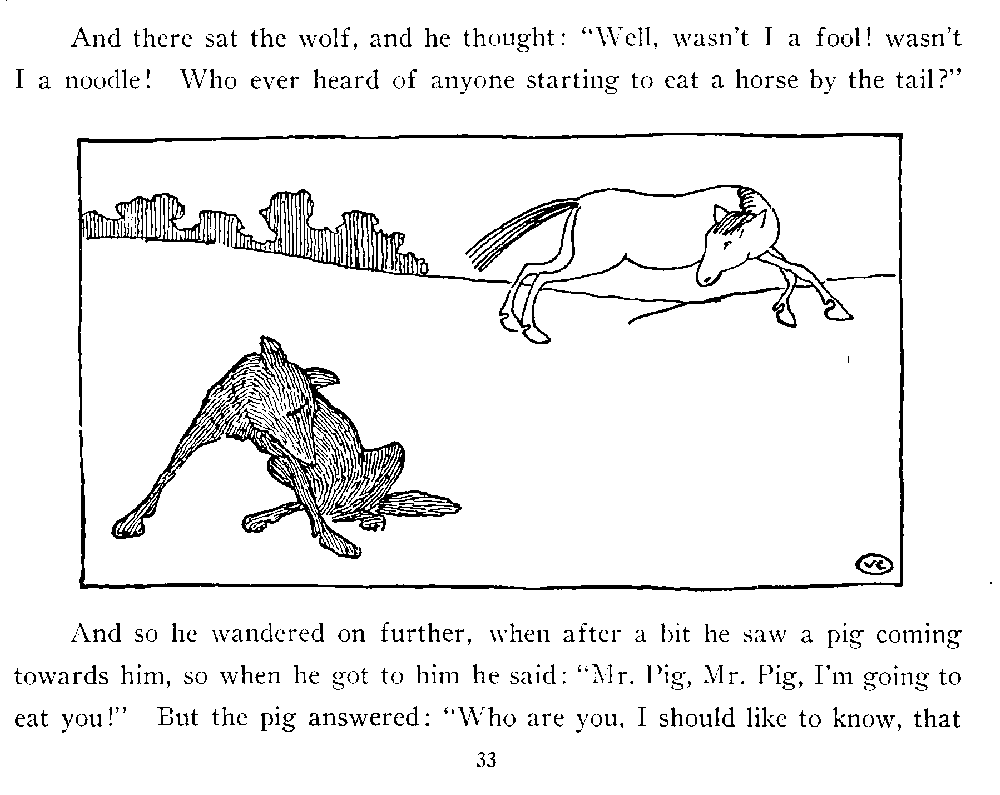 And there sat the wolf, and he thought: “Well, wasn't I a fool! wasn't
I a noodle! Who ever heard of anyone starting to eat a horse by the tail?”
VC
And so he wandered on further, when after a bit he saw a pig coming
towards him, so when he got to him he said: “Mr. Pig, Mr. Pig, I'm going to
eat you!” But the pig answered: “Who are you, I should like to know, that
33